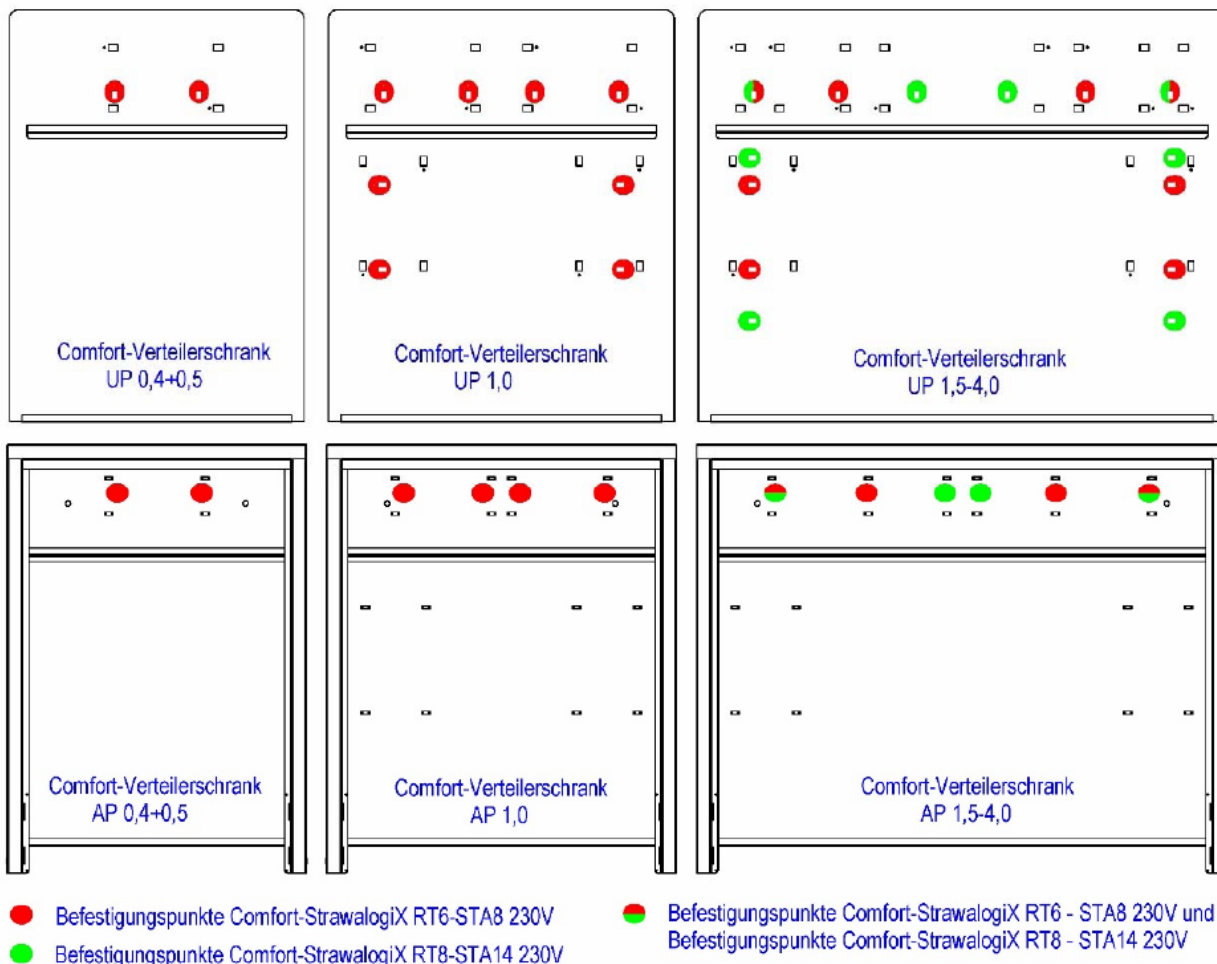 Comfort-Verteilerschrank
UP 0,4+0,5
Comfort-Verteilerschrank
UP 1,0
Comfort-Verteilerschrank
UP 1,5-4,0
Comfort-Verteilerschrank
AP 0,4+0,5
Comfort-Verteilerschrank
AP 1,0
Comfort-Verteilerschrank
AP 1,5-4,0
Befestigungspunkte Comfort-StrawalogiX RT6-STA8 230V
Befestigungspunkte Comfort-StrawalogiX RT8-STA14 230V
Befestigungspunkte Comfort-StrawalogiX RT6 - STA8 230V und
Befestigungspunkte Comfort-StrawalogiX RT8 - STA14 230V